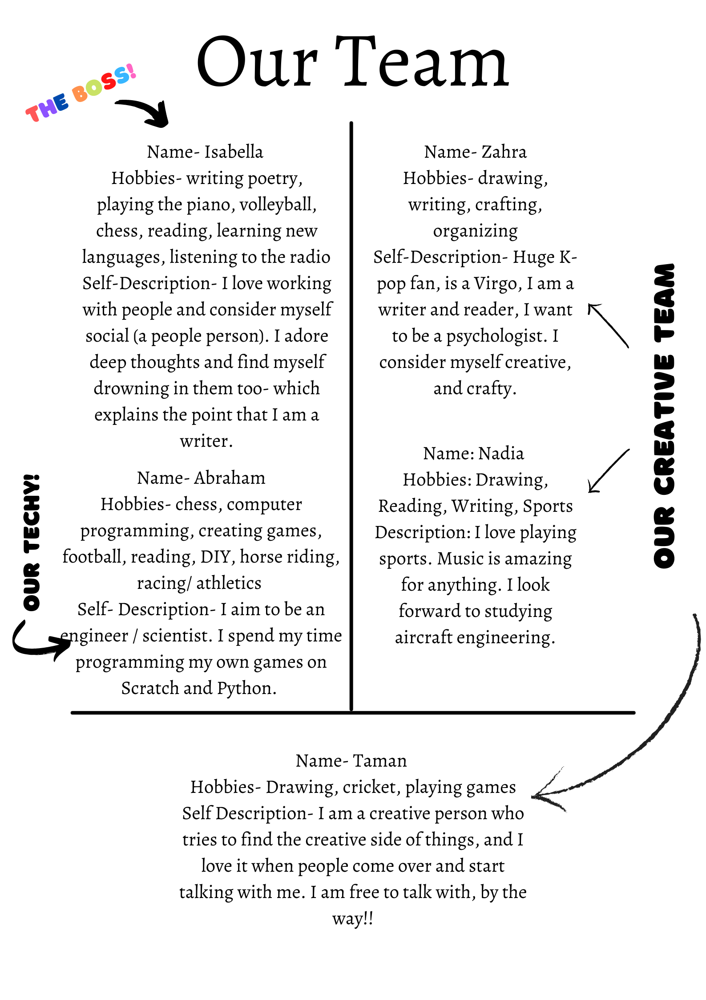 Our Team
THE BOSS!
Name- Isabella
Hobbies- writing poetry,
playing the piano, volleyball,
chess, reading, learning new
languages, listening to the radio
Self-Description- I love working
with people and consider myself
social (a people person). I adore
deep thoughts and find myself
drowning in them too- which
explains the point that I am a
writer.
OUR TECHY!
Name- Abraham
Hobbies- chess, computer
programming, creating games,
football, reading, DIY, horse riding,
racing/ athletics
Self- Description- I aim to be an
engineer / scientist. I spend my time
programming my own games on
Scratch and Python.
OUR CREATIVE TEAM
Name- Zahra
Hobbies- drawing,
writing, crafting,
organizing
Self-Description- Huge K-
pop fan, is a Virgo, I am a
writer and reader, I want
to be a psychologist. I
consider myself creative,
and crafty.
Name: Nadia
Hobbies: Drawing,
Reading, Writing, Sports
Description: I love playing
sports. Music is amazing
for anything. I look
forward to studying
aircraft engineering.
Name- Taman
Hobbies- Drawing, cricket, playing games
Self Description- I am a creative person who
tries to find the creative side of things, and I
love it when people come over and start
talking with me. I am free to talk with, by the
way!!